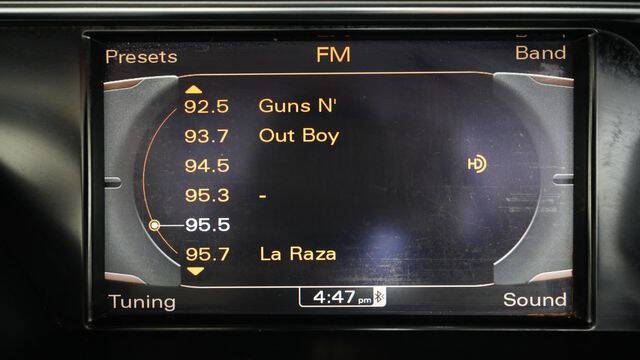 Presets FM Band
92.5 Guns N'
93.7 Out Boy
94.5 HD
95.3 -
95.5
95.7 La Raza
4:47 pm
Tuning Sound